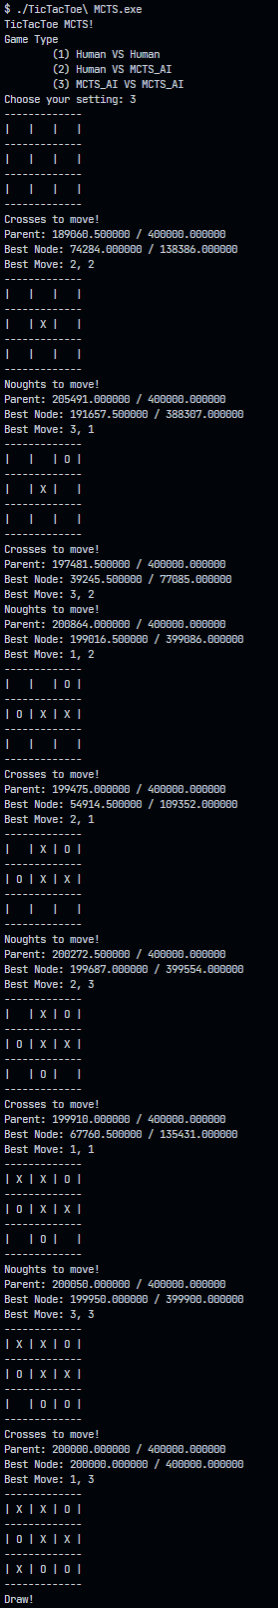 $ ./TicTacToe\ MCTS.exe
TicTacToe MCTS!
Game Type
        (1) Human VS Human
        (2) Human VS MCTS_AI
        (3) MCTS_AI VS MCTS_AI
Choose your setting: 3
-------------
|   |   |   |
-------------
|   |   |   |
-------------
|   |   |   |
-------------
Crosses to move!
Parent: 189060.500000 / 400000.000000
Best Node: 74284.000000 / 138386.000000
Best Move: 2, 2
-------------
|   |   |   |
-------------
|   | X |   |
-------------
|   |   |   |
-------------
Noughts to move!
Parent: 205491.000000 / 400000.000000
Best Node: 191657.500000 / 388307.000000
Best Move: 3, 1
-------------
|   |   | O |
-------------
|   | X |   |
-------------
|   |   |   |
-------------
Crosses to move!
Parent: 197481.500000 / 400000.000000
Best Node: 39245.500000 / 77085.000000
Best Move: 3, 2
Noughts to move!
Parent: 200864.000000 / 400000.000000
Best Node: 199016.500000 / 399086.000000
Best Move: 1, 2
-------------
|   |   | O |
-------------
| O | X | X |
-------------
|   |   |   |
-------------
Crosses to move!
Parent: 199475.000000 / 400000.000000
Best Node: 54914.500000 / 109352.000000
Best Move: 2, 1
-------------
|   | X | O |
-------------
| O | X | X |
-------------
|   |   |   |
-------------
Noughts to move!
Parent: 200272.500000 / 400000.000000
Best Node: 199687.000000 / 399554.000000
Best Move: 2, 3
-------------
|   | X | O |
-------------
| O | X | X |
-------------
|   | O |   |
-------------
Crosses to move!
Parent: 199910.000000 / 400000.000000
Best Node: 67760.500000 / 135431.000000
Best Move: 1, 1
-------------
| X | X | O |
-------------
| O | X | X |
-------------
|   | O |   |
-------------
Noughts to move!
Parent: 200050.000000 / 400000.000000
Best Node: 199950.000000 / 399900.000000
Best Move: 3, 3
-------------
| X | X | O |
-------------
| O | X | X |
-------------
|   | O | O |
-------------
Crosses to move!
Parent: 200000.000000 / 400000.000000
Best Node: 200000.000000 / 400000.000000
Best Move: 1, 3
-------------
| X | X | O |
-------------
| O | X | X |
-------------
| X | O | O |
-------------
Draw!